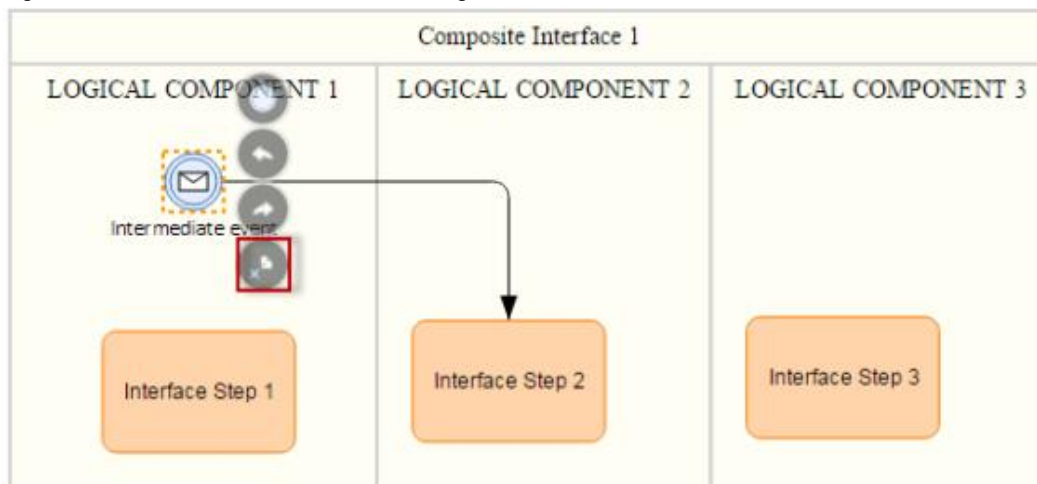 Composite Interface 1
LOGICAL COMPONENT 1
LOGICAL COMPONENT 2
LOGICAL COMPONENT 3
Intermediate event
Interface Step 1
Interface Step 2
Interface Step 3